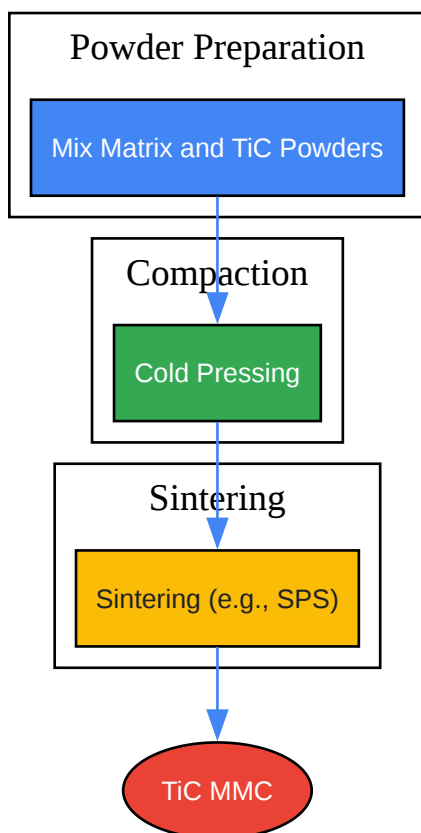 Powder Preparation
Mix Matrix and TiC Powders
Compaction
Cold Pressing
Sintering
Sintering (e.g., SPS)
TiC MMC